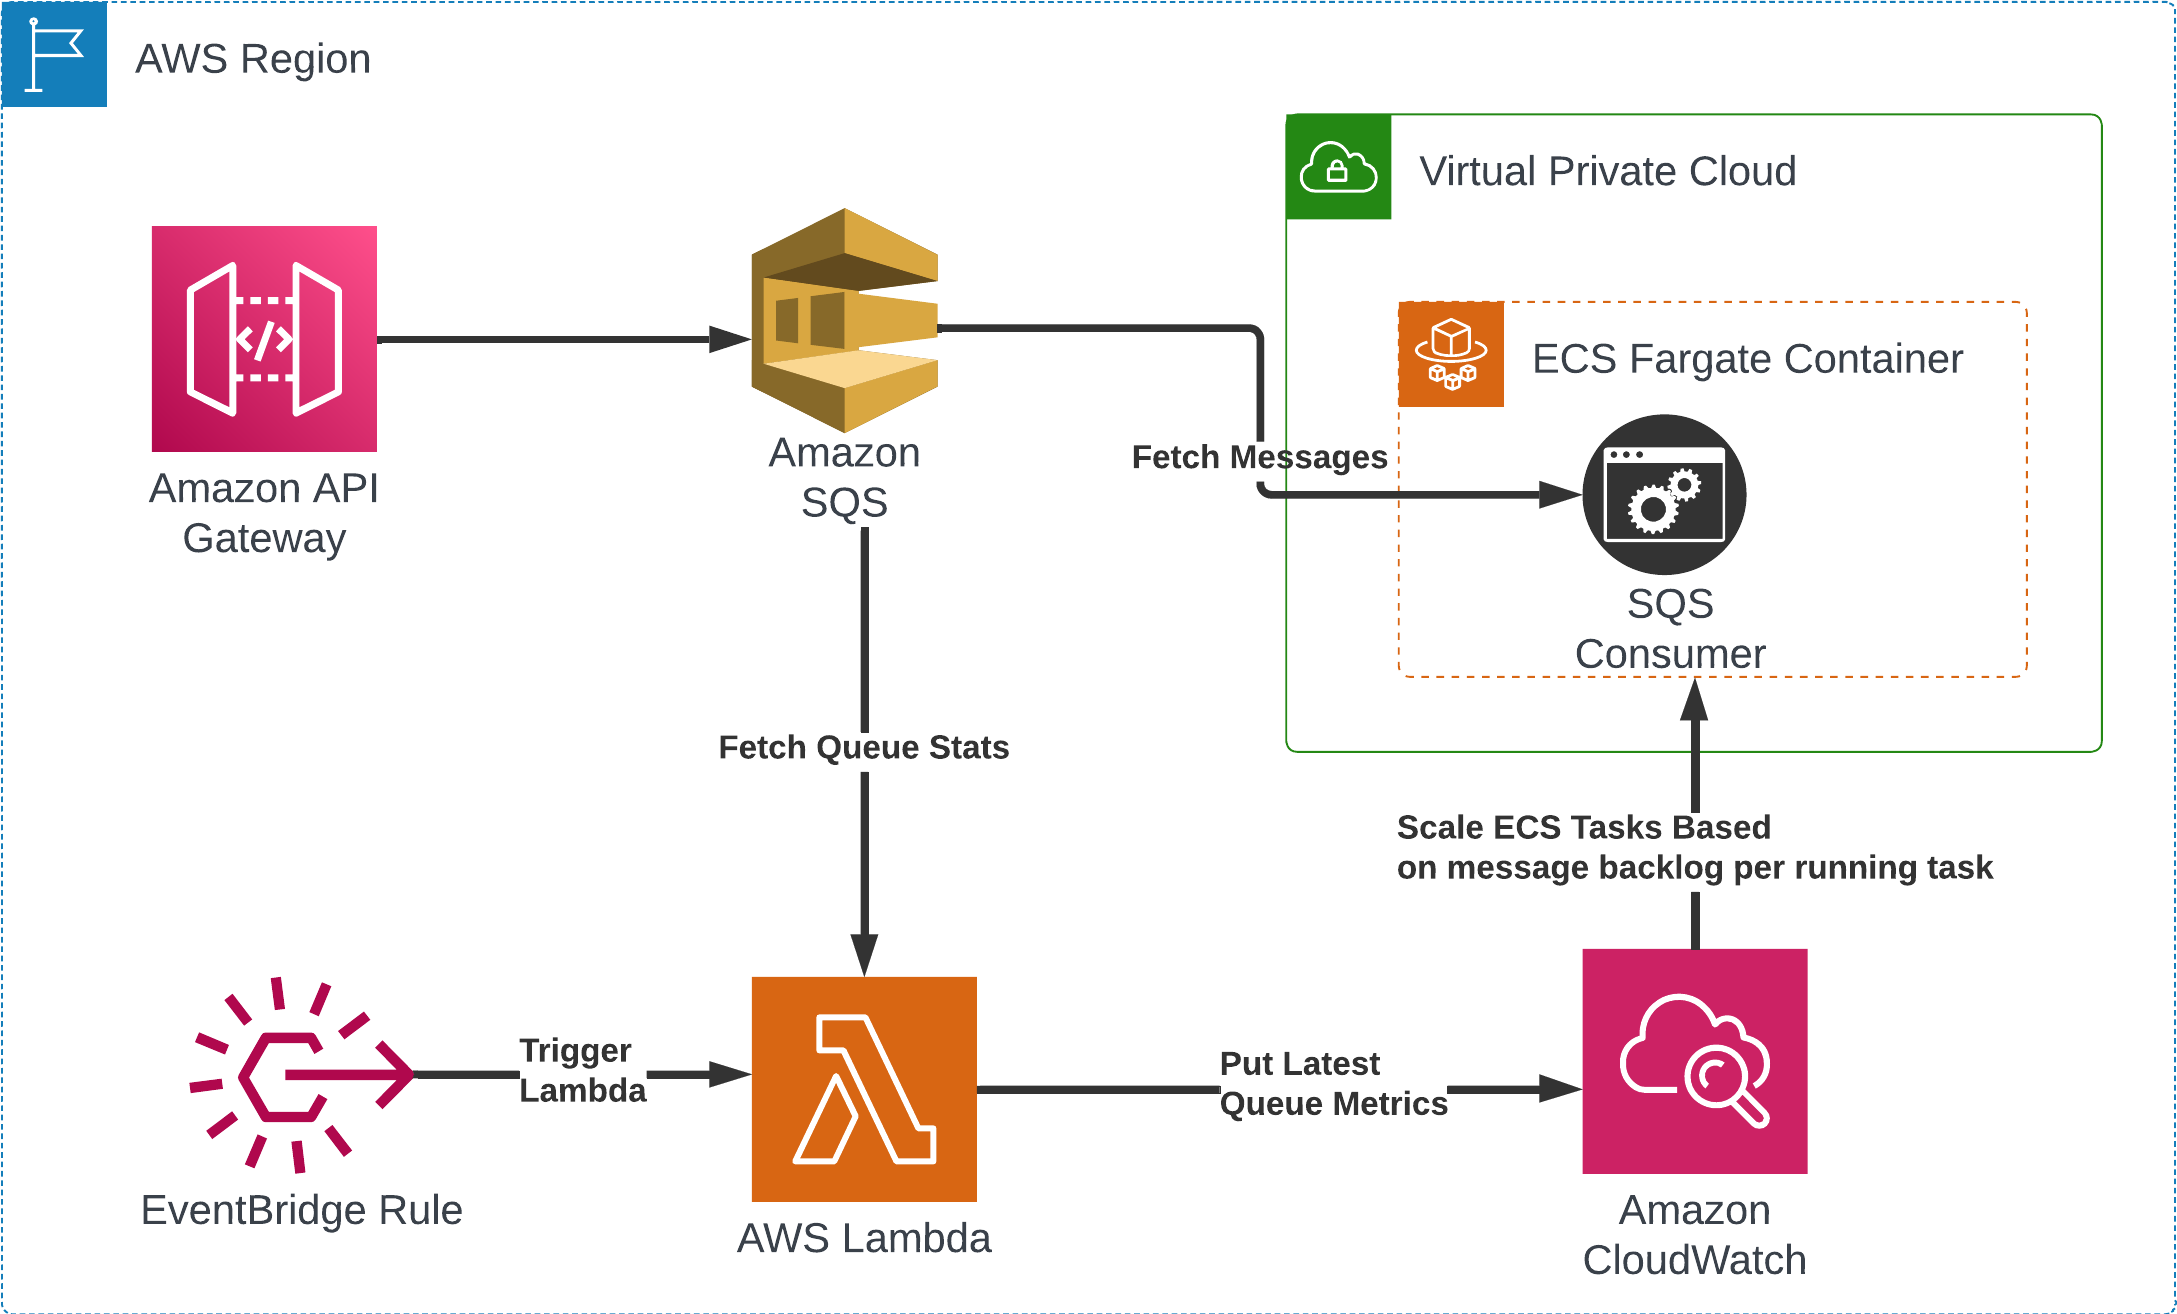 AWS Region
Virtual Private Cloud
ECS Fargate Container
Amazon API
Gateway
Amazon
SQS
Fetch Messages
SQS
Consumer
Fetch Queue Stats
Scale ECS Tasks Based
on message backlog per running task
Trigger
Lambda
Put Latest
Queue Metrics
EventBridge Rule
AWS Lambda
Amazon
CloudWatch